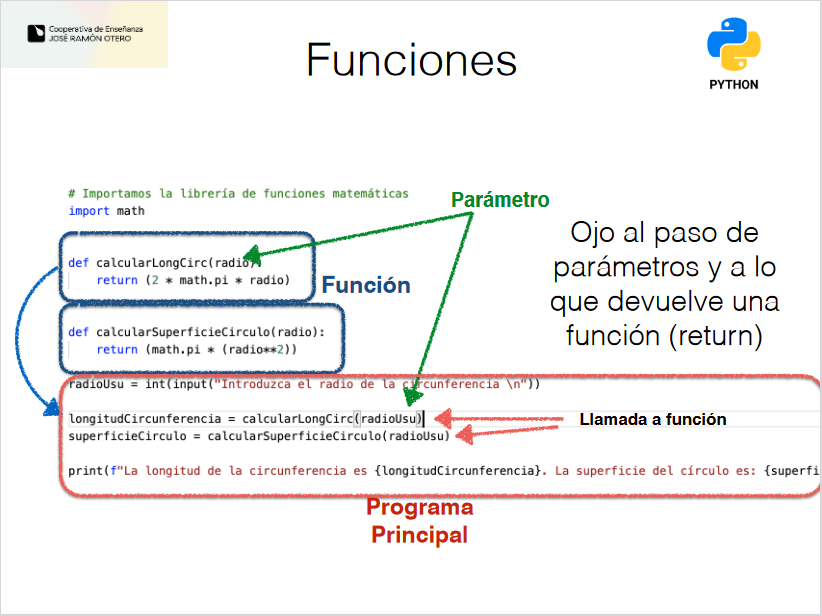 Cooperativa de Enseñanza
JOSÉ RAMÓN OTERO
Funciones
PYTHON
# Importamos la librería de funciones matemáticas
import math
Parámetro
def calcularLongCirc(radio):
return (2 * math.pi * radio)
Función
Ojo al paso de
parámetros y a lo
que devuelve una
función (return)
def calcularSuperficieCirculo(radio):
return (math.pi * (radio**2))
radioUsu = int(input("Introduzca el radio de la circunferencia \n"))
longitudCircunferencia = calcularLongCirc(radioUsu)
Llamada a función
superficieCirculo = calcularSuperficieCirculo(radioUsu)
print(f"La longitud de la circunferencia es {longitudCircunferencia}. La superficie del círculo es: {superfi
Programa
Principal